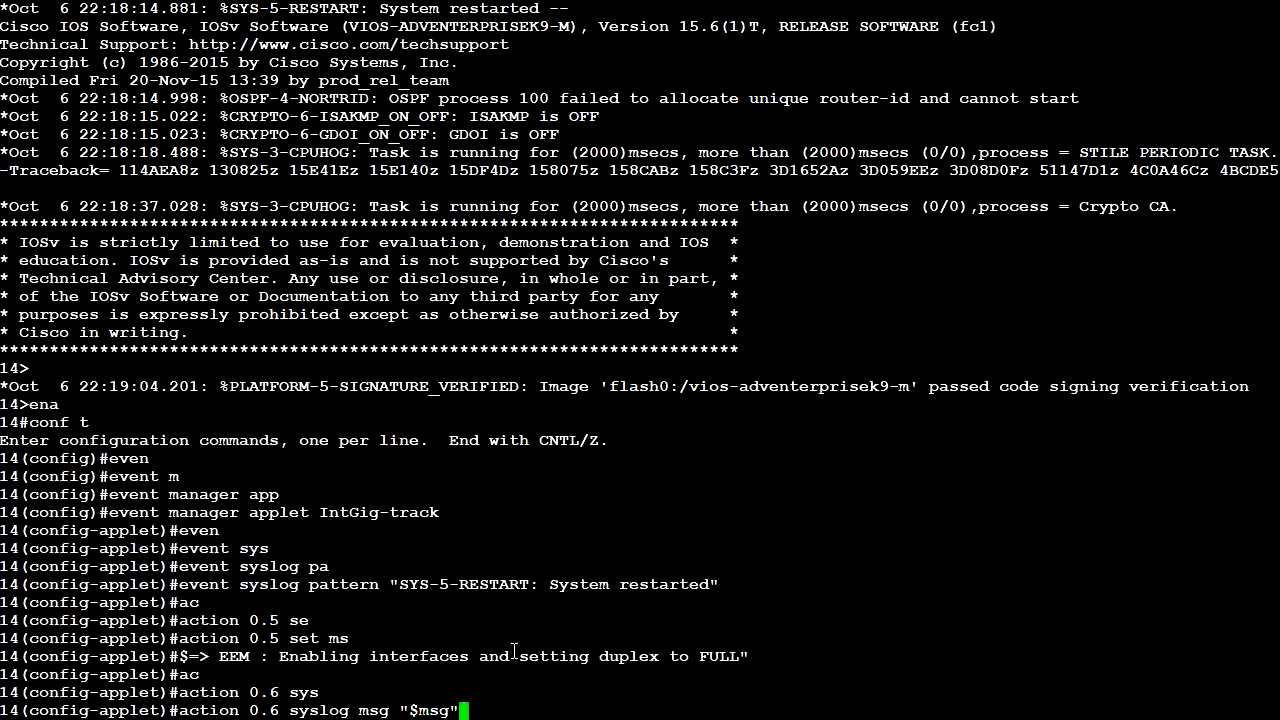 *Oct  6 22:18:14.881: %SYS-5-RESTART: System restarted --
Cisco IOS Software, IOSv Software (VIOS-ADVENTERPRISEK9-M), Version 15.6(1)T, RELEASE SOFTWARE (fc1)
Technical Support: http://www.cisco.com/techsupport
Copyright (c) 1986-2015 by Cisco Systems, Inc.
Compiled Fri 20-Nov-15 13:39 by prod_rel_team
*Oct  6 22:18:14.998: %OSPF-4-NORTRID: OSPF process 100 failed to allocate unique router-id and cannot start
*Oct  6 22:18:15.022: %CRYPTO-6-ISAKMP_ON_OFF: ISAKMP is OFF
*Oct  6 22:18:15.023: %CRYPTO-6-GDOI_ON_OFF: GDOI is OFF
*Oct  6 22:18:18.488: %SYS-3-CPUHOG: Task is running for (2000)msecs, more than (2000)msecs (0/0),process = STILE PERIODIC TASK.
-Traceback= 114AEA8z 130825z 15E41Ez 15E140z 15DF4Dz 158075z 158CABz 158C3Fz 3D1652Az 3D059EEz 3D08D0Fz 51147D1z 4C0A46Cz 4BCDE5
*Oct  6 22:18:37.028: %SYS-3-CPUHOG: Task is running for (2000)msecs, more than (2000)msecs (0/0),process = Crypto CA.
**************************************************************************
* IOSv is strictly limited to use for evaluation, demonstration and IOS  *
* education. IOSv is provided as-is and is not supported by Cisco's      *
* Technical Advisory Center. Any use or disclosure, in whole or in part, *
* of the IOSv Software or Documentation to any third party for any       *
* purposes is expressly prohibited except as otherwise authorized by     *
* Cisco in writing.                                                      *
**************************************************************************
14>
*Oct  6 22:19:04.201: %PLATFORM-5-SIGNATURE_VERIFIED: Image 'flash0:/vios-adventerprisek9-m' passed code signing verification
14>ena
14#conf t
Enter configuration commands, one per line.  End with CNTL/Z.
14(config)#even
14(config)#event m
14(config)#event manager app
14(config)#event manager applet IntGig-track
14(config-applet)#even
14(config-applet)#event sys
14(config-applet)#event syslog pa
14(config-applet)#event syslog pattern "SYS-5-RESTART: System restarted"
14(config-applet)#ac
14(config-applet)#action 0.5 se
14(config-applet)#action 0.5 set ms
14(config-applet)#$=> EEM : Enabling interfaces and setting duplex to FULL"
14(config-applet)#ac
14(config-applet)#action 0.6 sys
14(config-applet)#action 0.6 syslog msg "$msg"